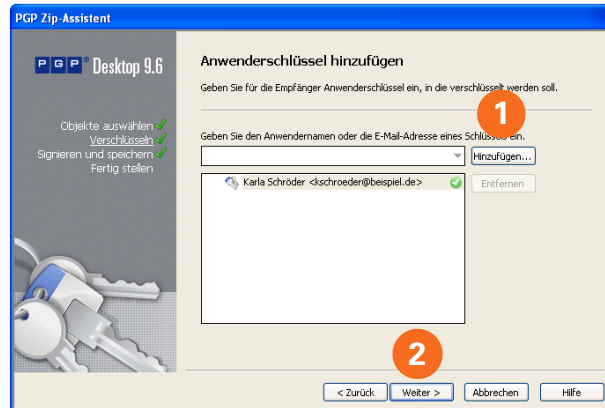 PGP Zip-Assistent
PGP® Desktop 9.6
Objekte auswählen
Verschlüsseln
Signieren und speichern
Fertig stellen
Anwenderschlüssel hinzufügen
Geben Sie für die Empfänger Anwenderschlüssel ein, in die verschlüsselt werden soll.
1
Geben Sie den Anwendernamen oder die E-Mail-Adresse eines Schlüssels ein.
Hinzufügen...
Karla Schröder <kschroeder@beispiel.de>
Entfernen
2
< Zurück
Weiter >
Abbrechen
Hilfe